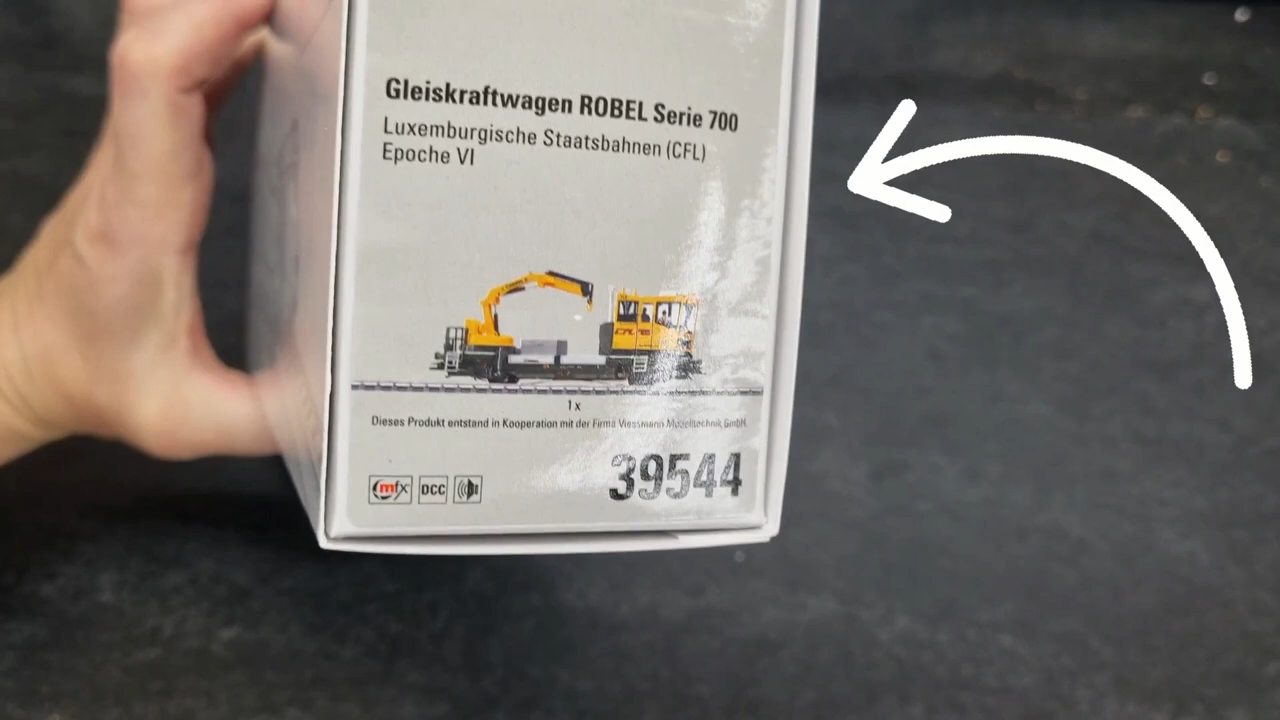 Gleiskraftwagen ROBEL Serie 700
Luxemburgische Staatsbahnen (CFL)
Epoche VI
1x
Dieses Produkt entstand in Kooperation mit der Firma Viessmann Modelltechnik GmbH.
mfx DCC
39544